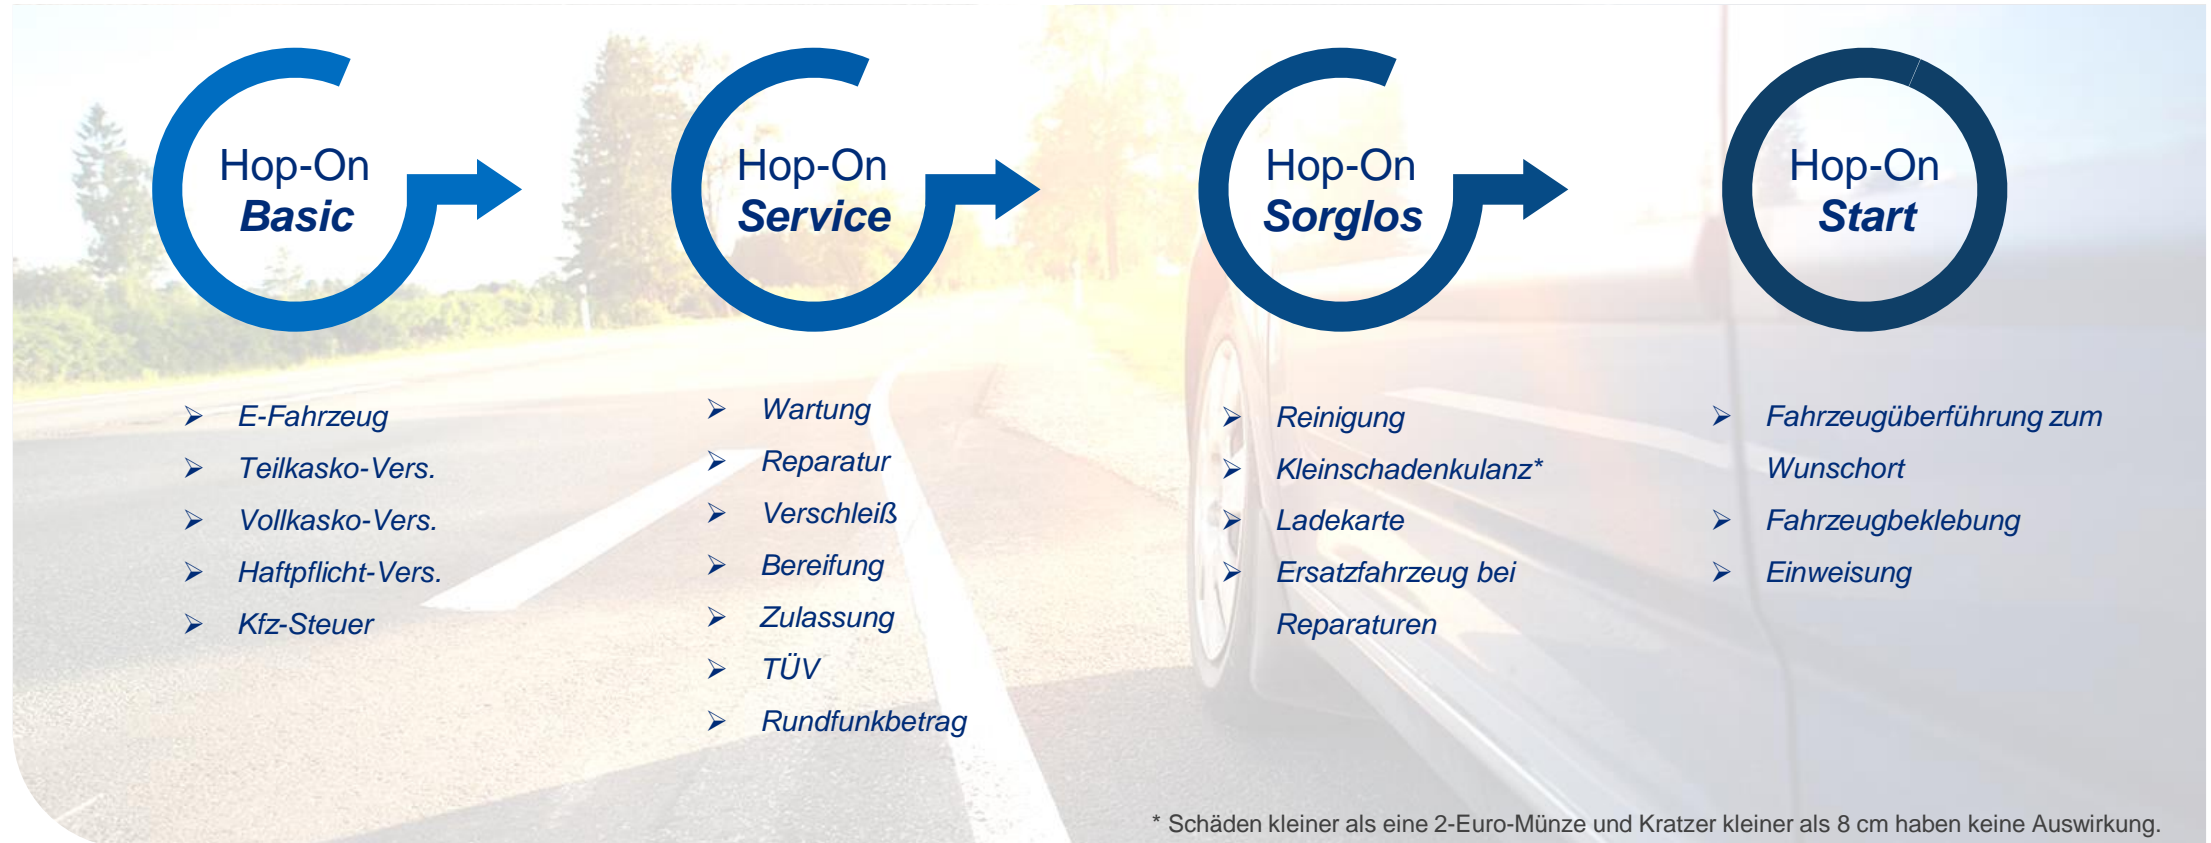 Hop-On
Basic
E-Fahrzeug
Teilkasko-Vers.
Vollkasko-Vers.
Haftpflicht-Vers.
Kfz-Steuer
Hop-On
Service
Wartung
Reparatur
Verschleiß
Bereifung
Zulassung
TÜV
Rundfunkbetrag
Hop-On
Sorglos
Reinigung
Kleinschadenkulanz*
Ladekarte
Ersatzfahrzeug bei
Reparaturen
Hop-On
Start
Fahrzeugüberführung zum
Wunschort
Fahrzeugbeklebung
Einweisung
* Schäden kleiner als eine 2-Euro-Münze und Kratzer kleiner als 8 cm haben keine Auswirkung.